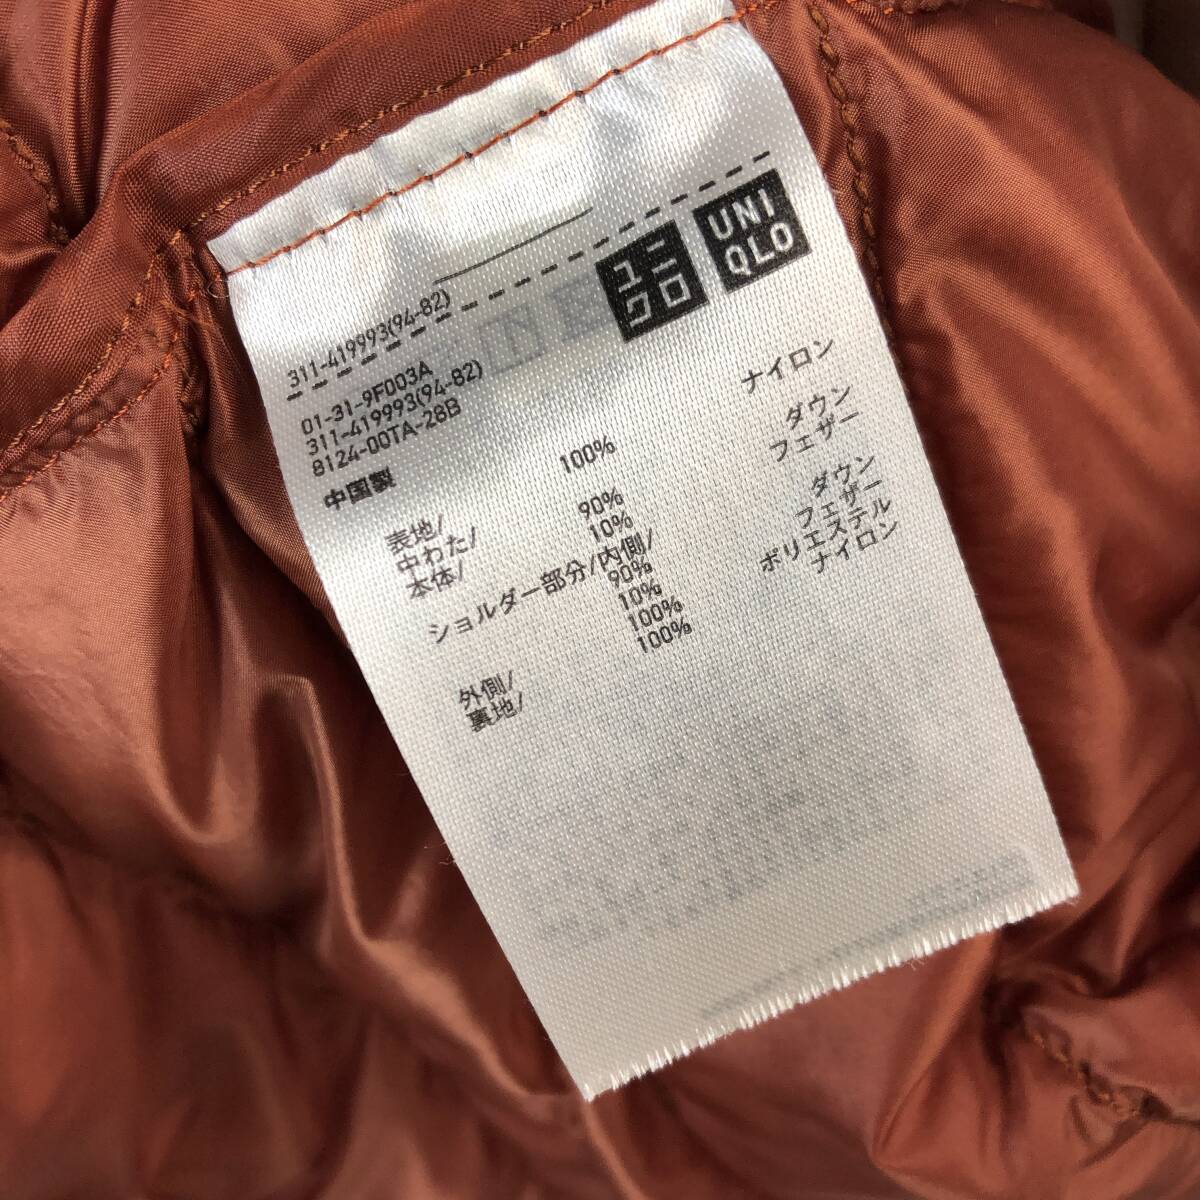 ユニ
クロ
UNI
QLO
311-419993(94-82)
01-31-9F003A
311-419993(94-82)
8124-00TA-28B
中国製
表地/ 100% ナイロン
中わた/
本体/ 90% ダウン
10% フェザー
ショルダー部分/内側/
90% ダウン
10% フェザー
外側/ 100% ポリエステル
裏地/ 100% ナイロン